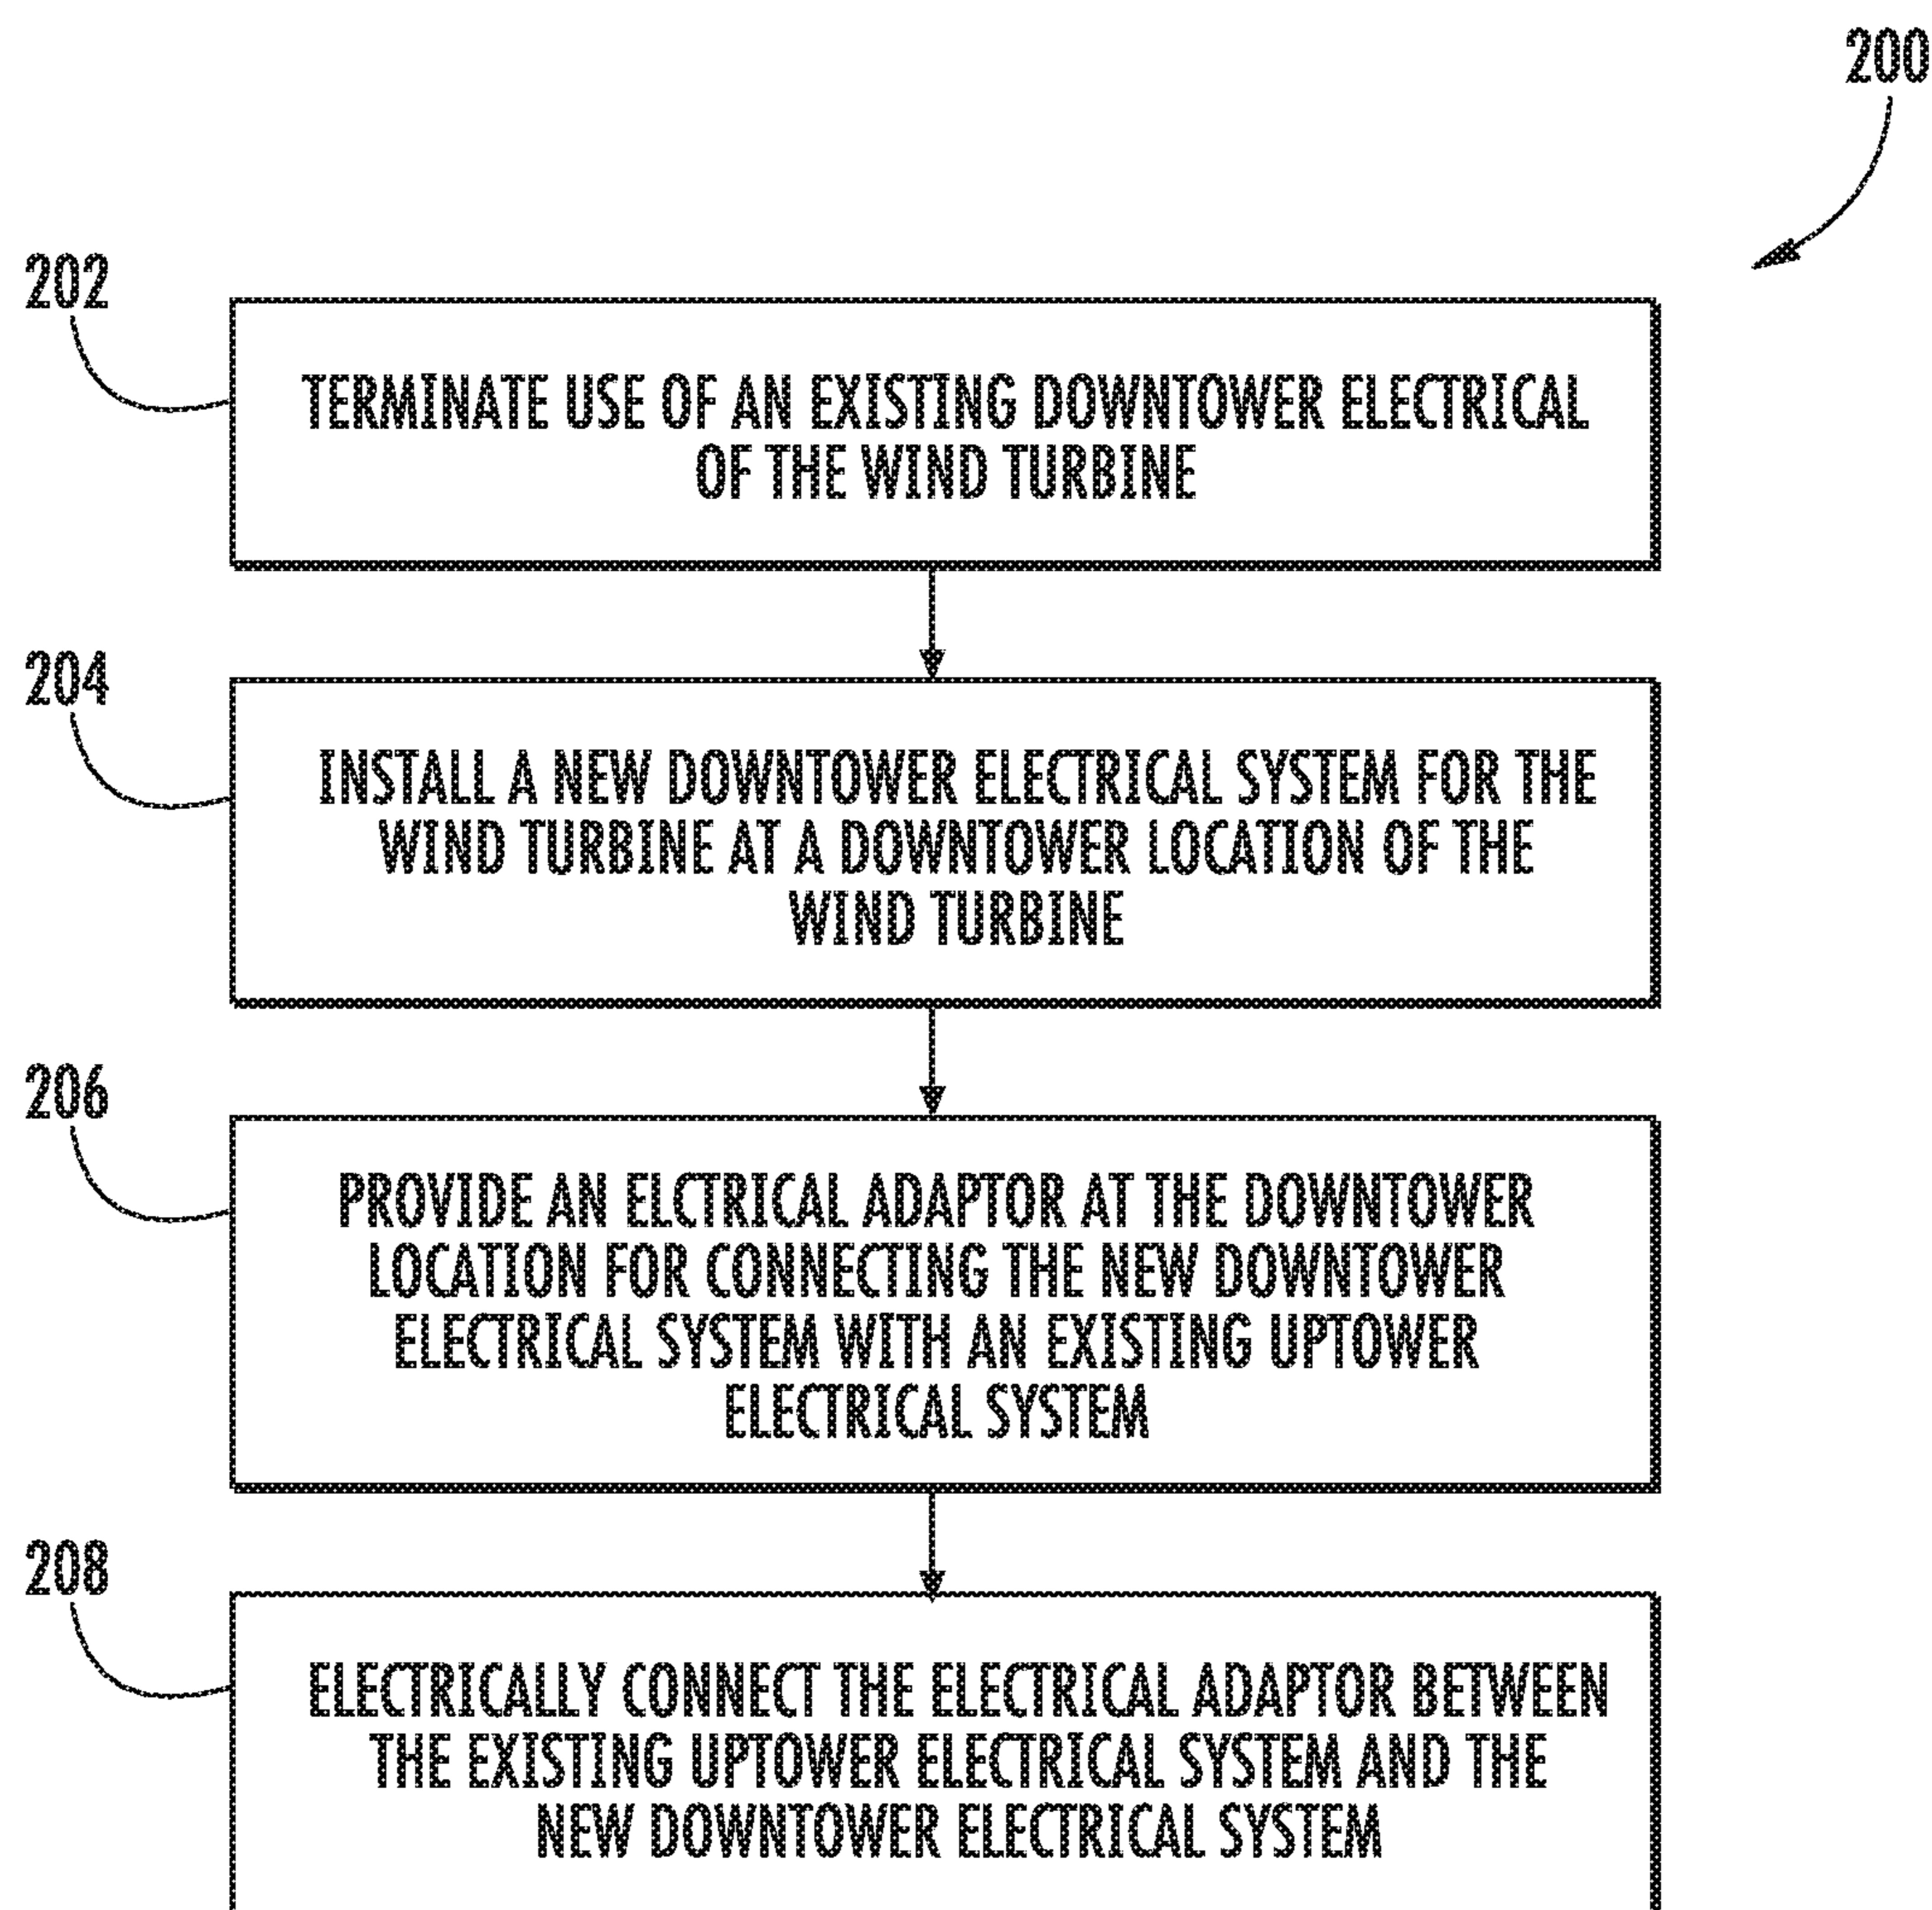 200
202
TERMINATE USE OF AN EXISTING DOWNTOWER ELECTRICAL
OF THE WIND TURBINE
204
INSTALL A NEW DOWNTOWER ELECTRICAL SYSTEM FOR THE
WIND TURBINE AT A DOWNTOWER LOCATION OF THE
WIND TURBINE
206
PROVIDE AN ELCTRICAL ADAPTOR AT THE DOWNTOWER
LOCATION FOR CONNECTING THE NEW DOWNTOWER
ELECTRICAL SYSTEM WITH AN EXISTING UPTOWER
ELECTRICAL SYSTEM
208
ELECTRICALLY CONNECT THE ELECTRICAL ADAPTOR BETWEEN
THE EXISTING UPTOWER ELECTRICAL SYSTEM AND THE
NEW DOWNTOWER ELECTRICAL SYSTEM